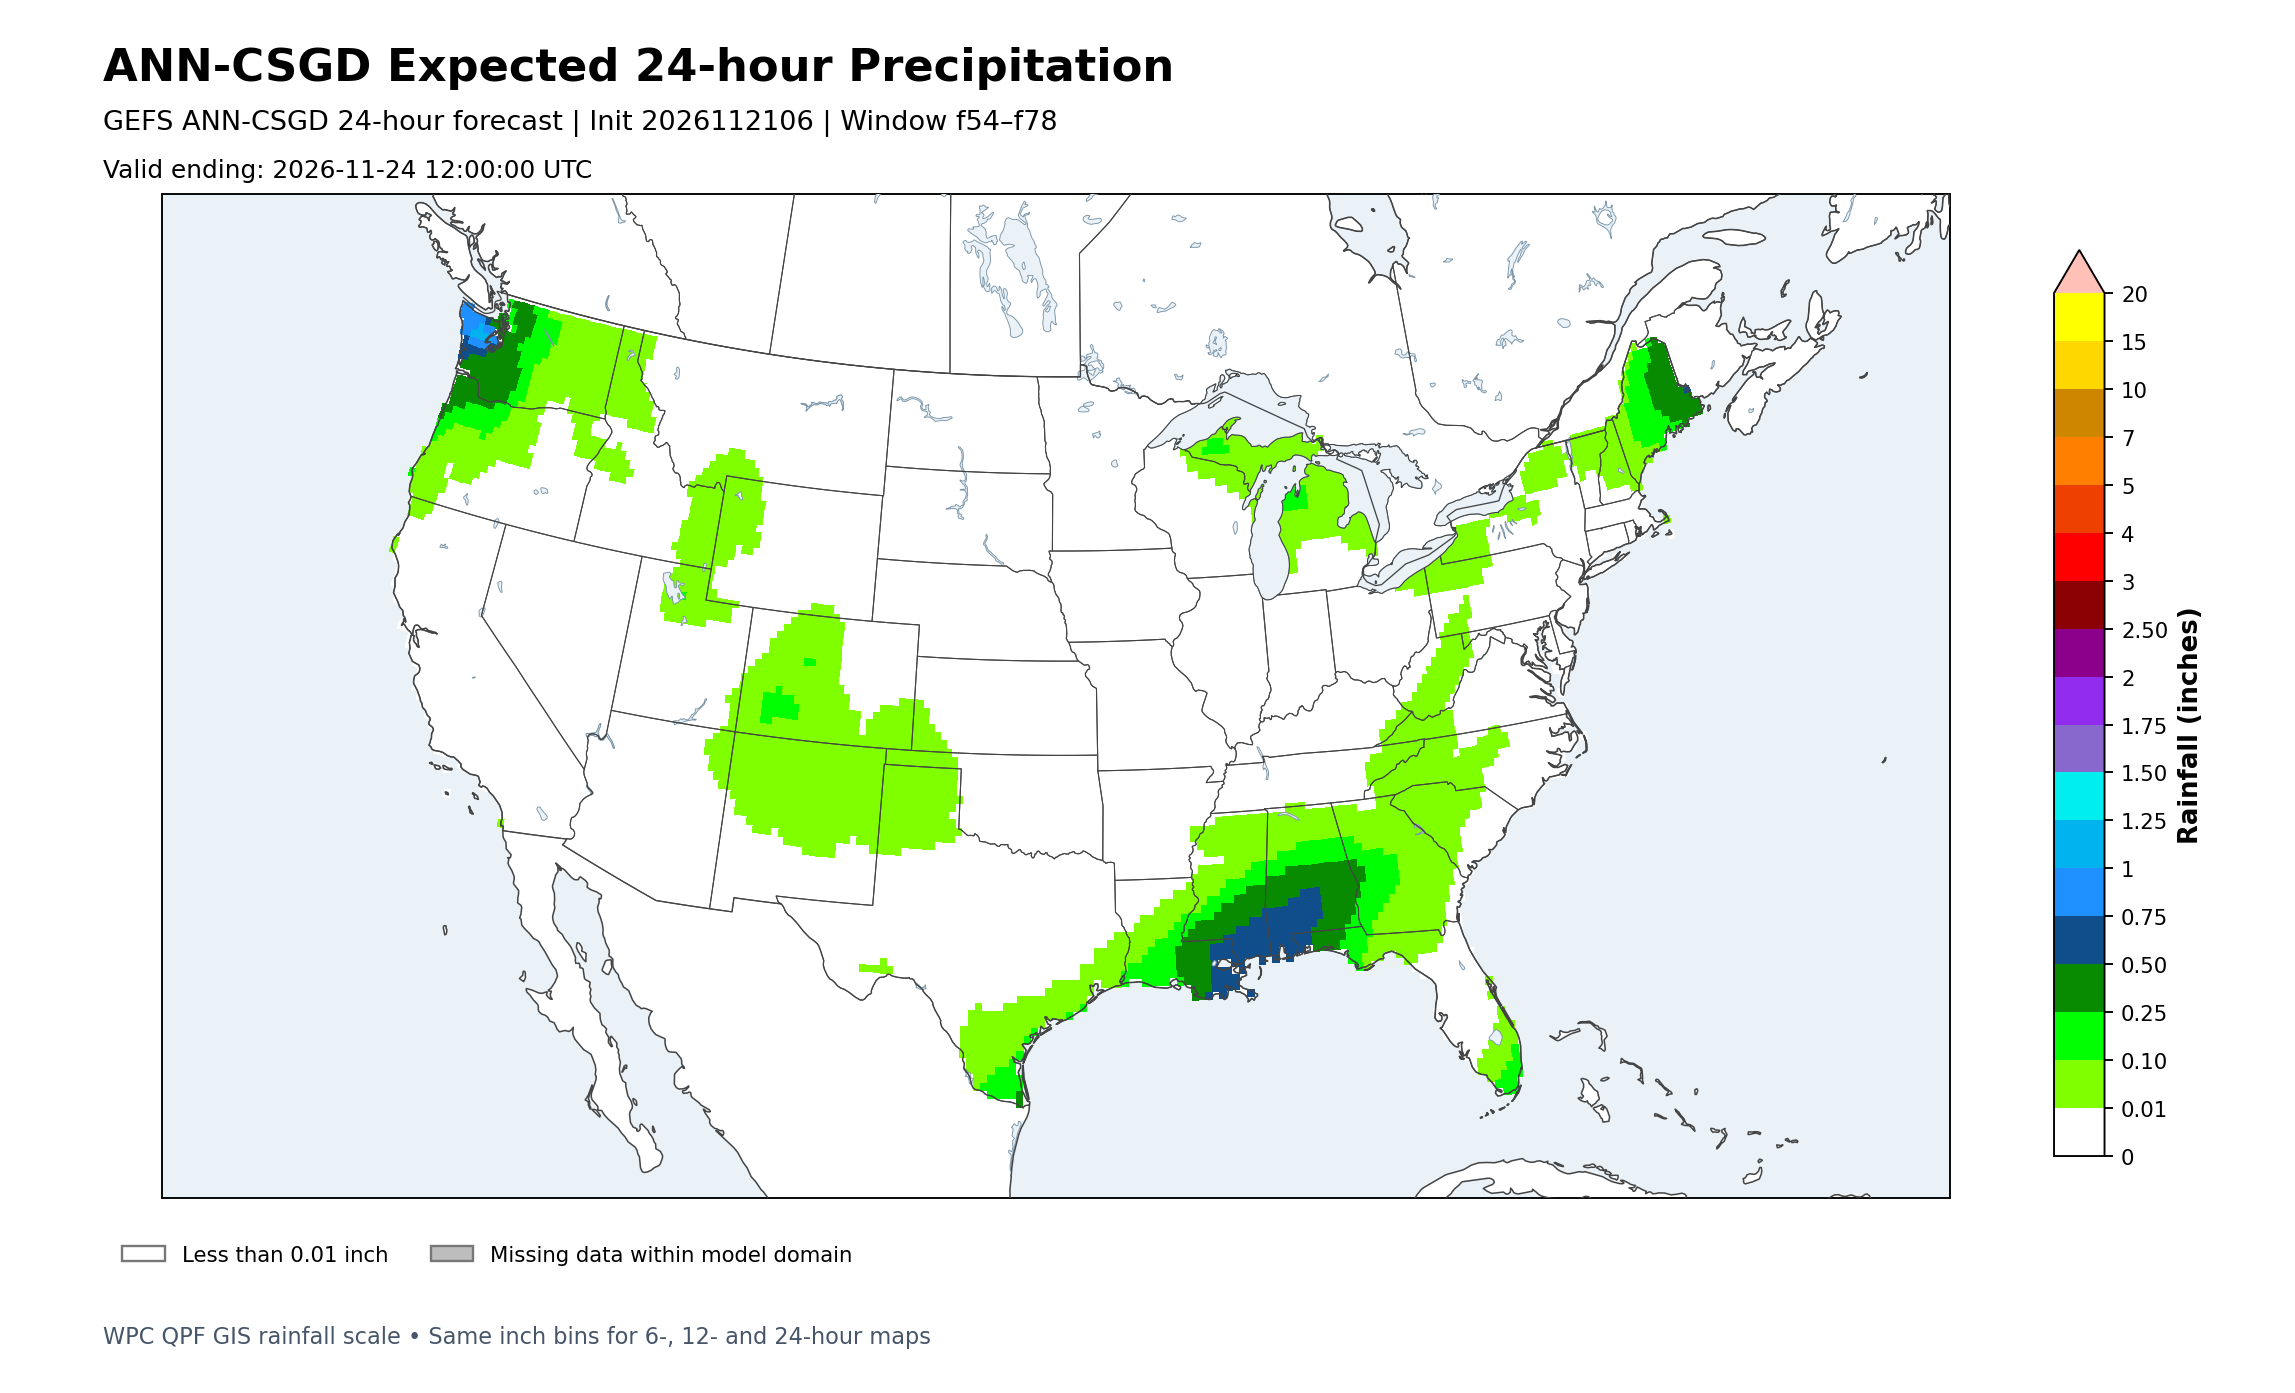 ANN-CSGD Expected 24-hour Precipitation
GEFS ANN-CSGD 24-hour forecast | Init 2026112106 | Window f54–f78
Valid ending: 2026-11-24 12:00:00 UTC
20
15
10
7
5
4
3
2.50
2
1.75
1.50
1.25
1
0.75
0.50
0.25
0.10
0.01
0
Rainfall (inches)
Less than 0.01 inch
Missing data within model domain
WPC QPF GIS rainfall scale • Same inch bins for 6-, 12- and 24-hour maps